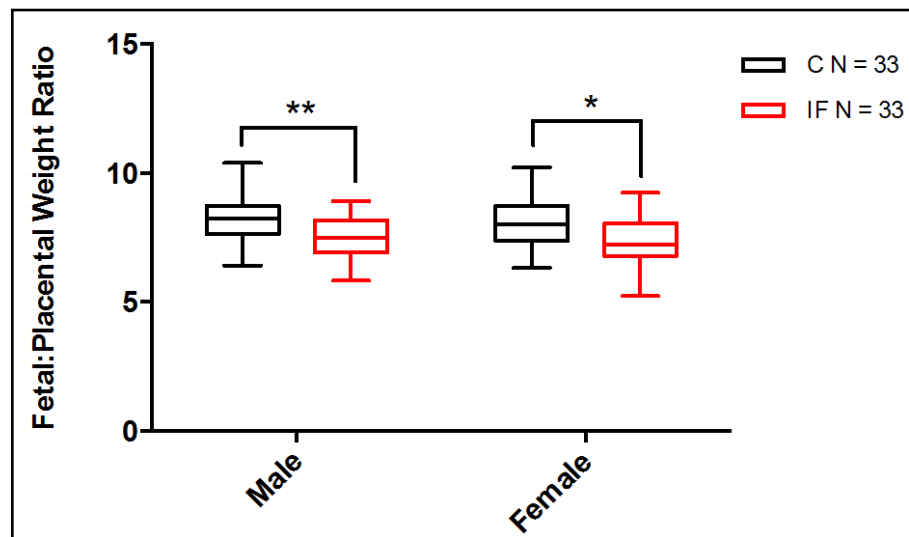 Fetal:Placental Weight Ratio
15
10
5
0
**
*
C N = 33
IF N = 33
Male
Female